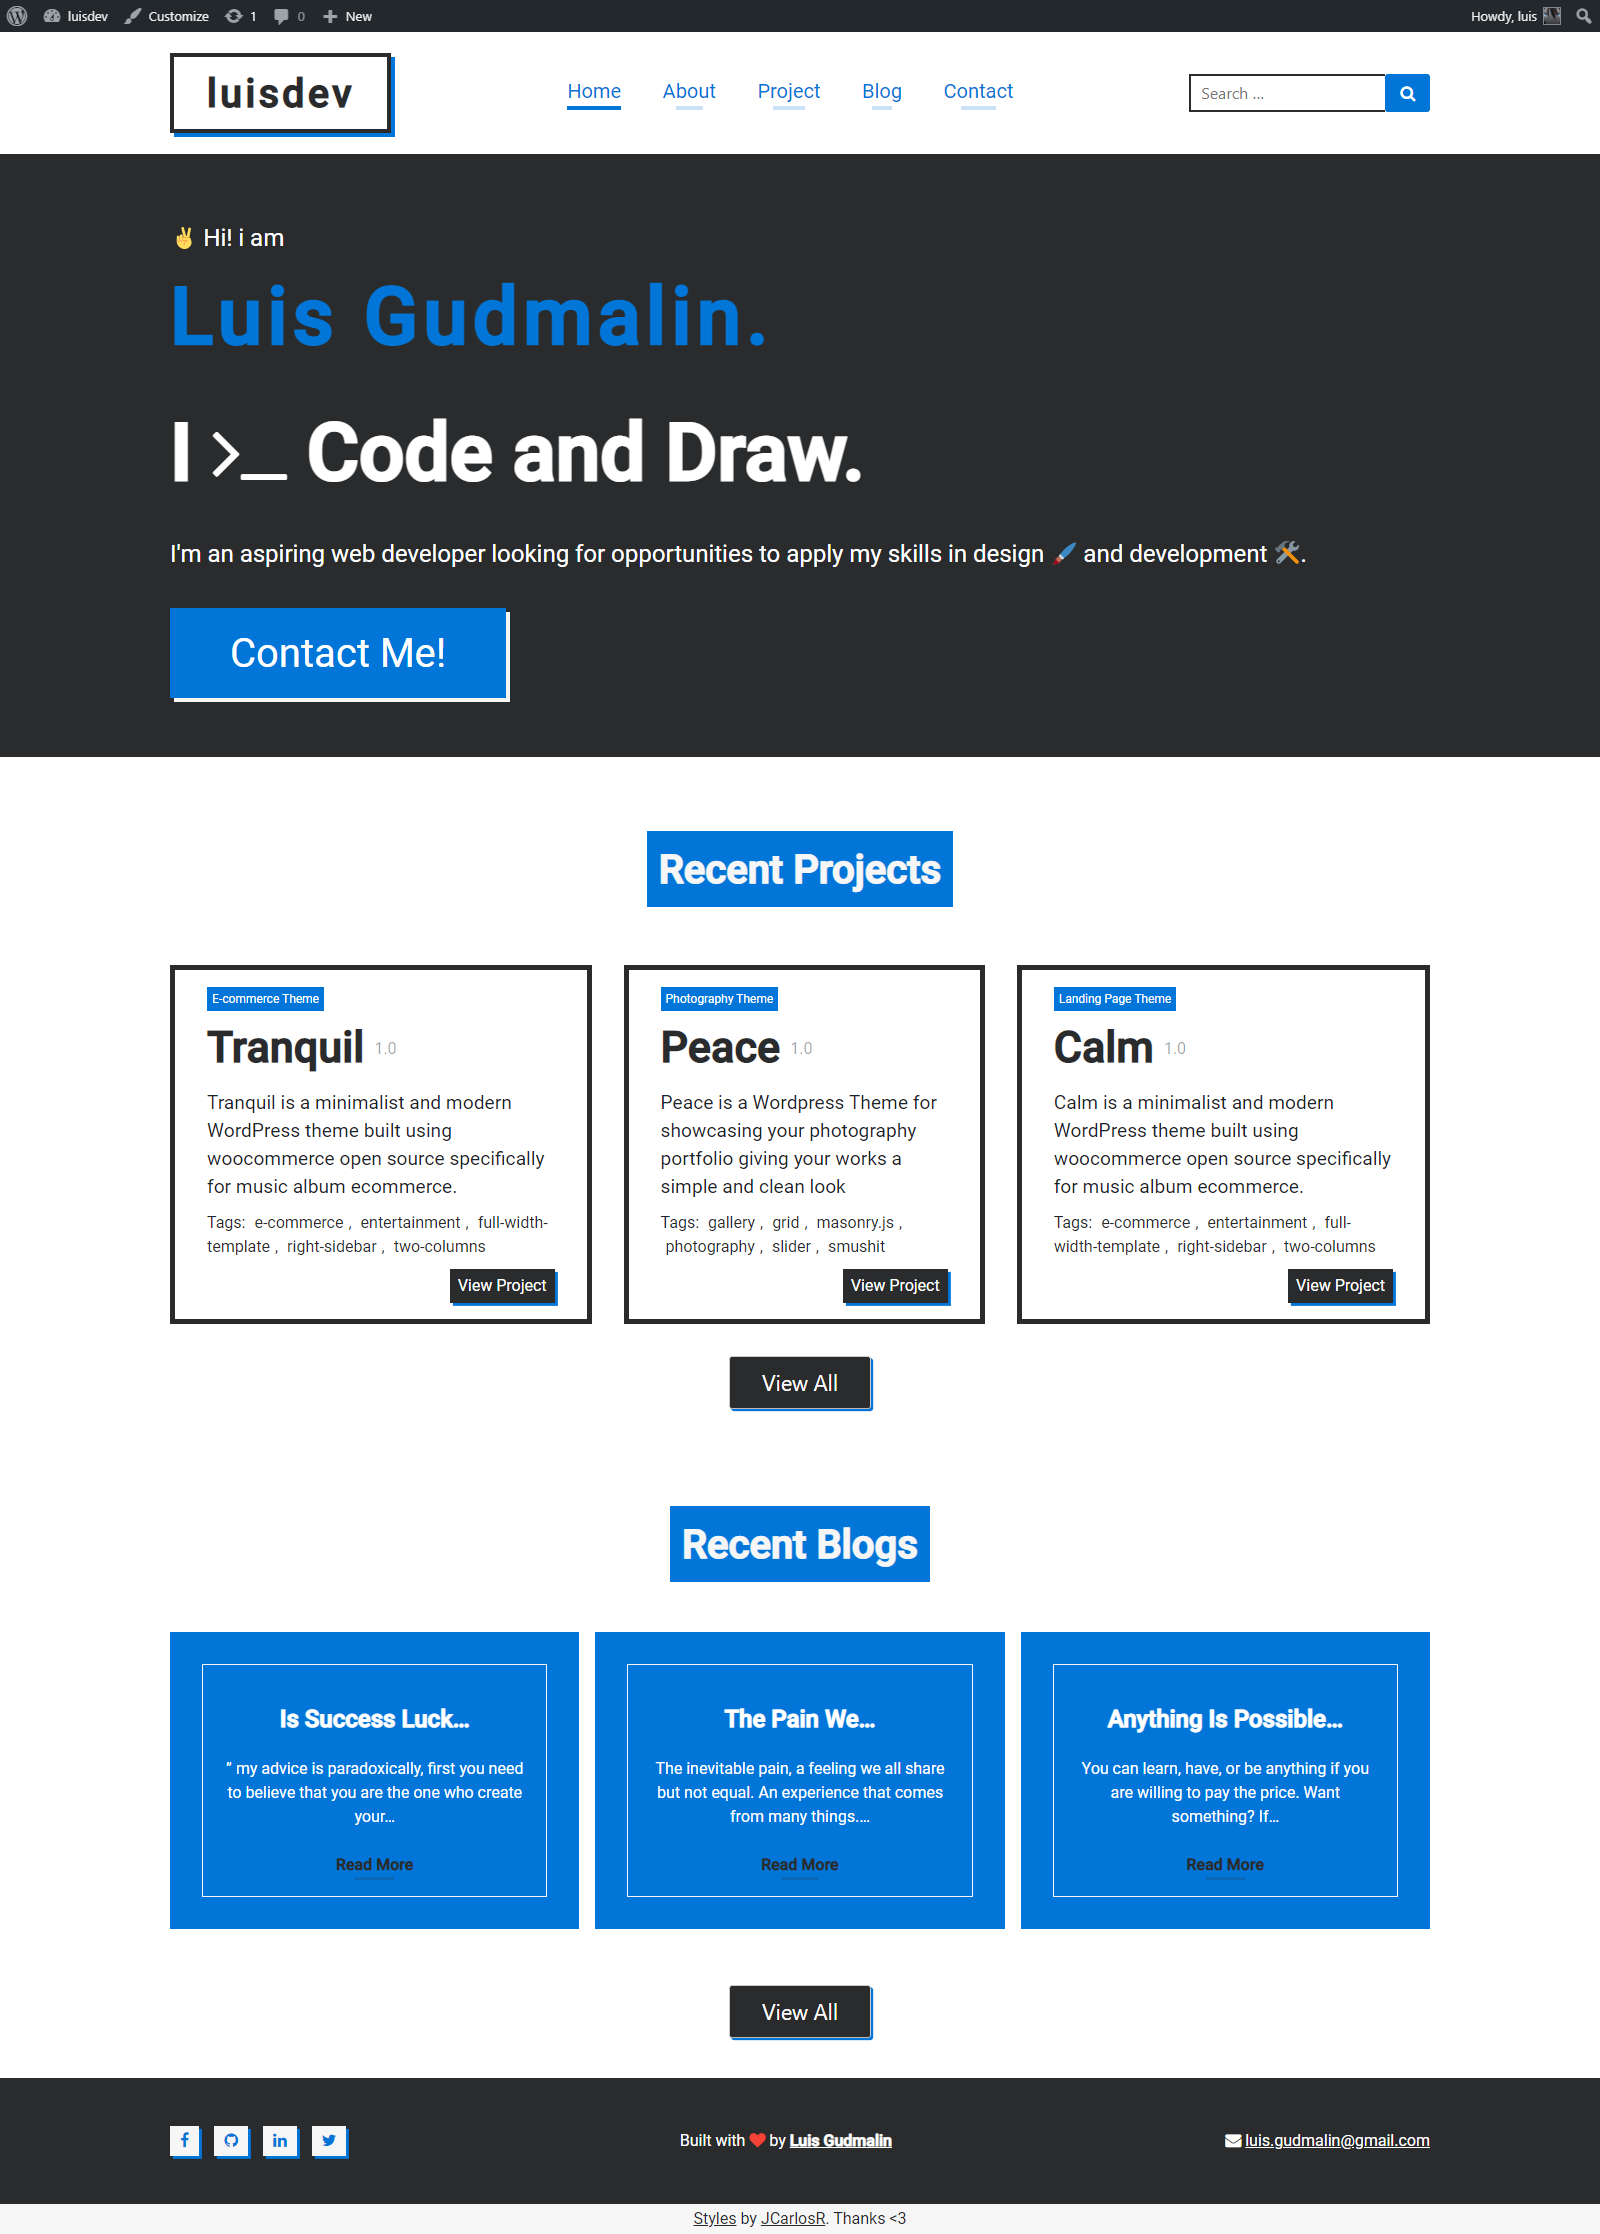 luisdev Customize 1 0 New Howdy, luis
luisdev
Home About Project Blog Contact
Search ...
✌ Hi! i am
Luis Gudmalin.
I >_ Code and Draw.
I'm an aspiring web developer looking for opportunities to apply my skills in design 🖌️ and development 🛠️.
Contact Me!
Recent Projects
E-commerce Theme
Tranquil 1.0
Tranquil is a minimalist and modern
WordPress theme built using
woocommerce open source specifically
for music album ecommerce.
Tags: e-commerce , entertainment , full-width-
template , right-sidebar , two-columns
View Project
Photography Theme
Peace 1.0
Peace is a Wordpress Theme for
showcasing your photography
portfolio giving your works a
simple and clean look
Tags: gallery , grid , masonry.js ,
photography , slider , smushit
View Project
Landing Page Theme
Calm 1.0
Calm is a minimalist and modern
WordPress theme built using
woocommerce open source specifically
for music album ecommerce.
Tags: e-commerce , entertainment , full-
width-template , right-sidebar , two-columns
View Project
View All
Recent Blogs
Is Success Luck...
” my advice is paradoxically, first you need
to believe that you are the one who create
your...
Read More
The Pain We...
The inevitable pain, a feeling we all share
but not equal. An experience that comes
from many things....
Read More
Anything Is Possible...
You can learn, have, or be anything if you
are willing to pay the price. Want
something? If...
Read More
View All
Built with ❤ by Luis Gudmalin
luis.gudmalin@gmail.com
Styles by JCarlosR. Thanks <3